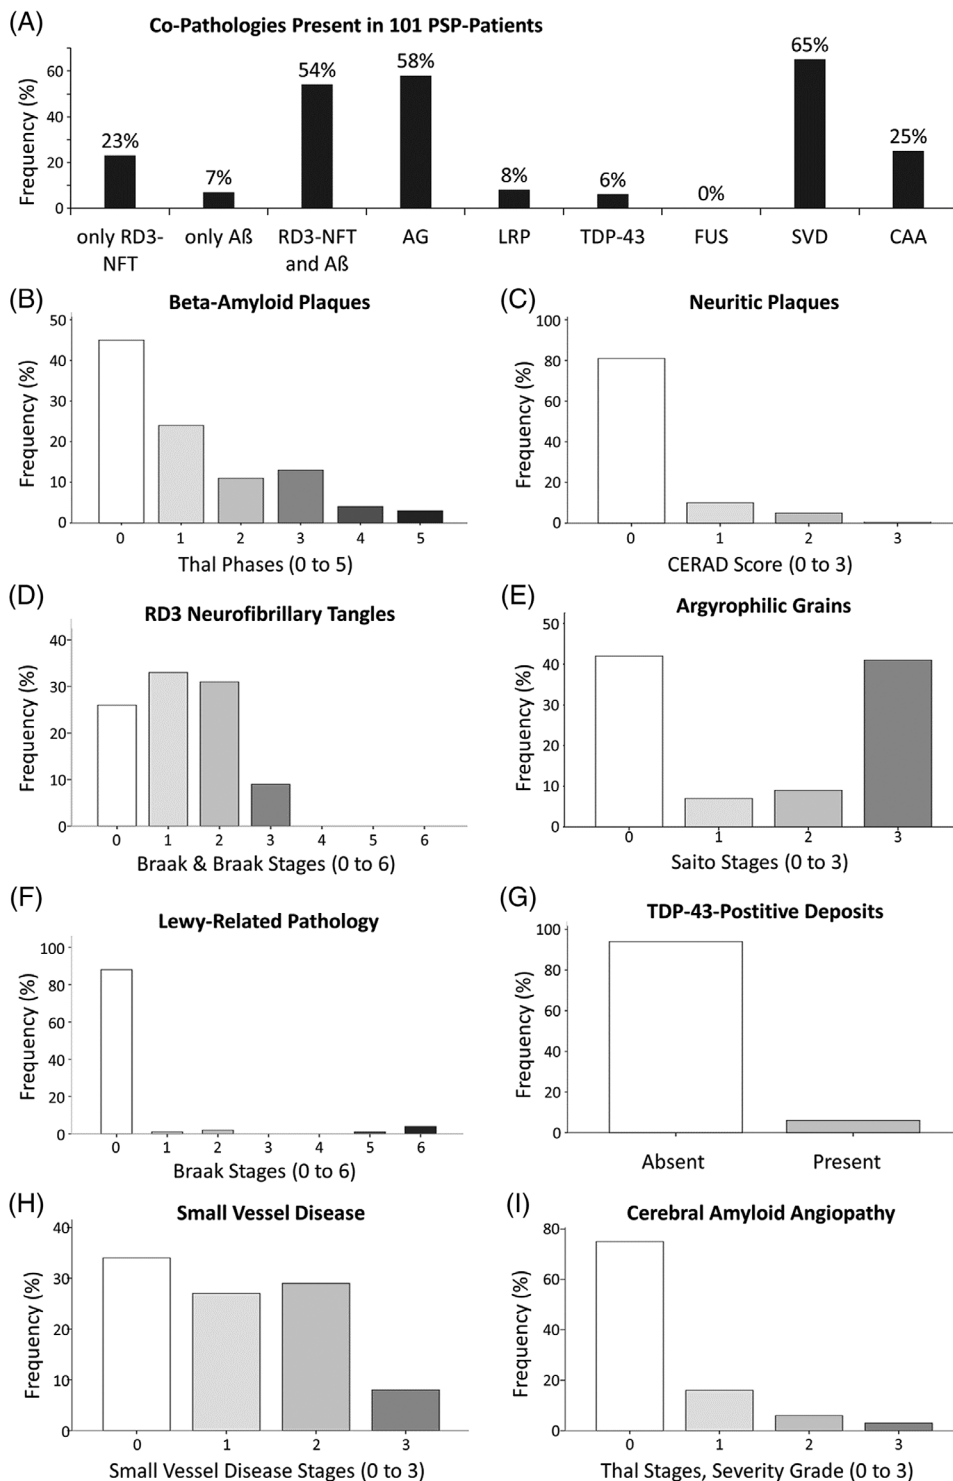 (A)
Co-Pathologies Present in 101 PSP-Patients
Frequency (%)
60
40
20
0
23%
7%
54%
58%
8%
6%
0%
65%
25%
only RD3-
NFT
only Aß
RD3-NFT
and Aß
AG
LRP
TDP-43
FUS
SVD
CAA
(B)
Beta-Amyloid Plaques
Frequency (%)
50
40
30
20
10
0
0 1 2 3 4 5
Thal Phases (0 to 5)
(C)
Neuritic Plaques
Frequency (%)
100
80
60
40
20
0
0 1 2 3
CERAD Score (0 to 3)
(D)
RD3 Neurofibrillary Tangles
Frequency (%)
40
30
20
10
0
0 1 2 3 4 5 6
Braak & Braak Stages (0 to 6)
(E)
Argyrophilic Grains
Frequency (%)
50
40
30
20
10
0
0 1 2 3
Saito Stages (0 to 3)
(F)
Lewy-Related Pathology
Frequency (%)
100
80
60
40
20
0
0 1 2 3 4 5 6
Braak Stages (0 to 6)
(G)
TDP-43-Postitive Deposits
Frequency (%)
100
80
60
40
20
0
Absent Present
(H)
Small Vessel Disease
Frequency (%)
40
30
20
10
0
0 1 2 3
Small Vessel Disease Stages (0 to 3)
(I)
Cerebral Amyloid Angiopathy
Frequency (%)
80
60
40
20
0
0 1 2 3
Thal Stages, Severity Grade (0 to 3)